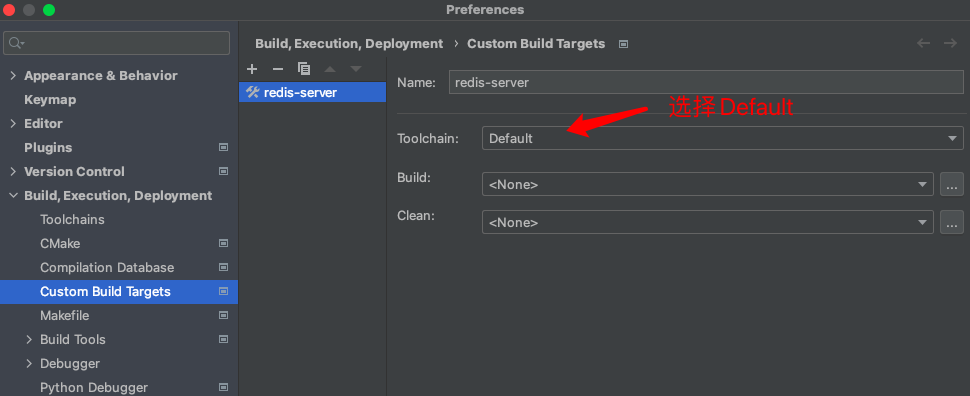 Preferences
Build, Execution, Deployment › Custom Build Targets
Appearance & Behavior
Keymap
Editor
Plugins
Version Control
Build, Execution, Deployment
Toolchains
CMake
Compilation Database
Custom Build Targets
Makefile
Build Tools
Debugger
Python Debugger
redis-server
Name: redis-server
选择Default
Toolchain: Default
Build: <None> ...
Clean: <None> ...